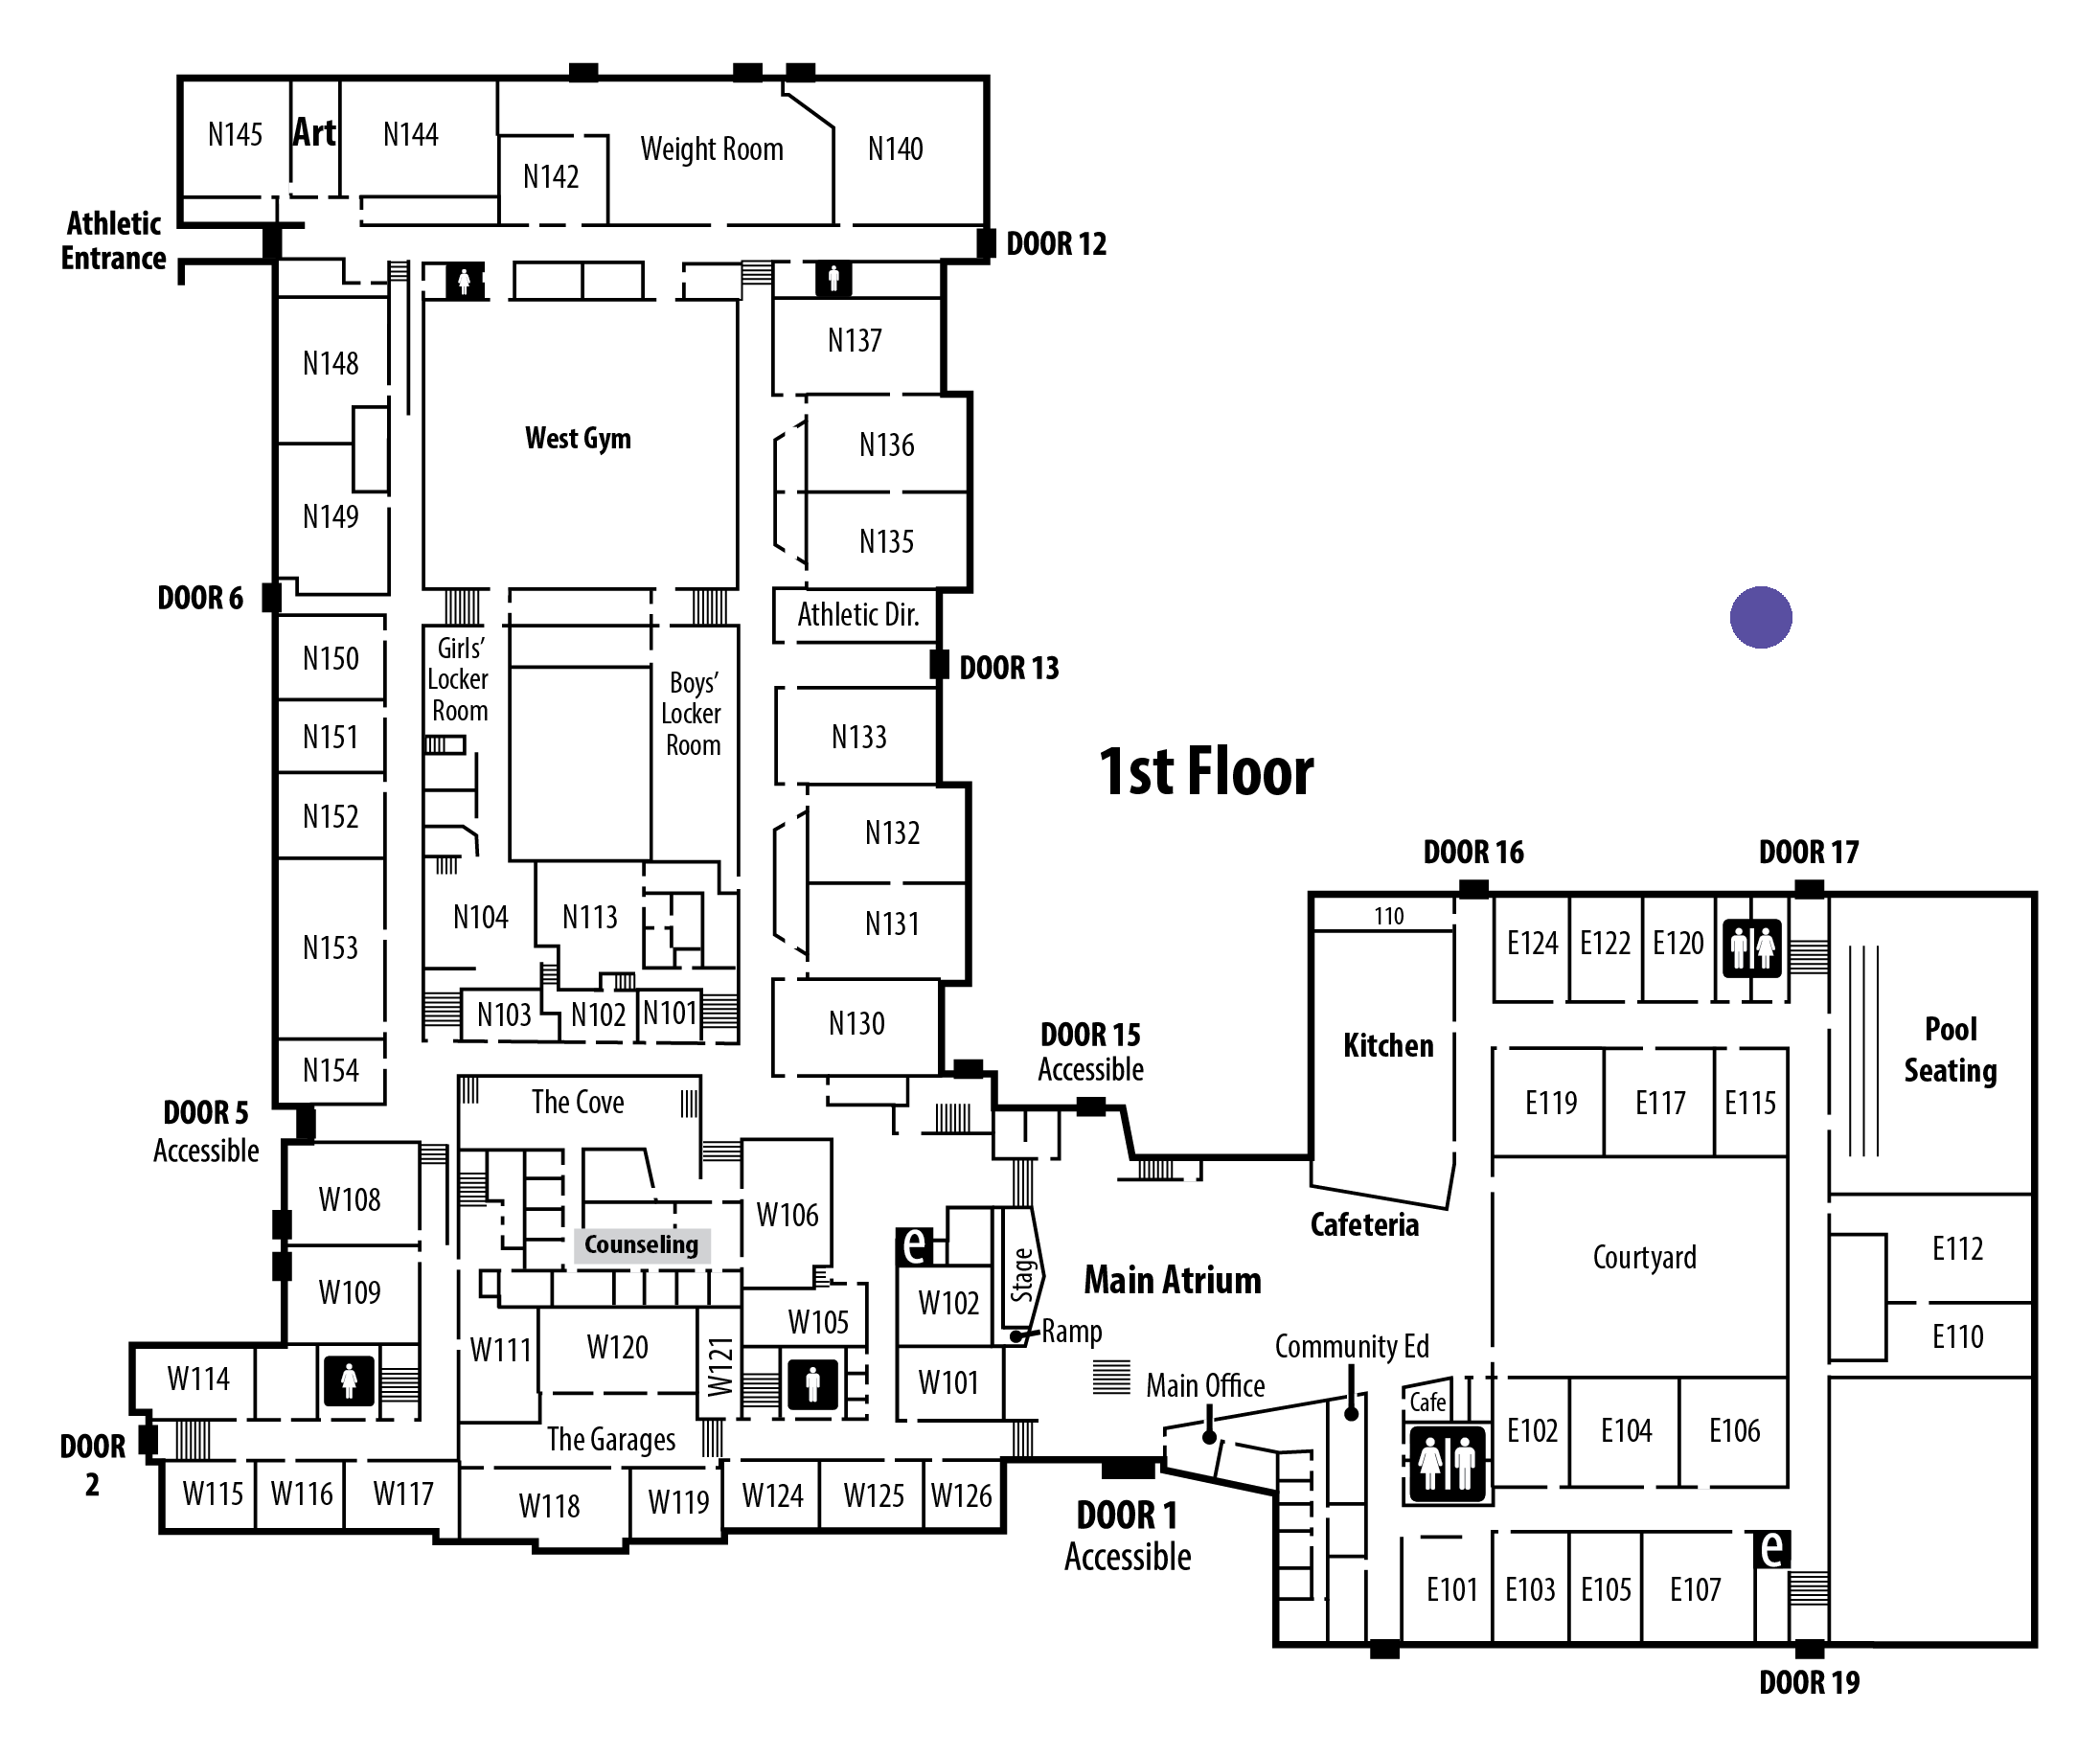 N145
Art
N144
N142
Weight Room
N140
Athletic
Entrance
DOOR 12
N148
N137
West Gym
N136
N149
N135
DOOR 6
Athletic Dir.
N150
Girls'
Locker
Room
Boys'
Locker
Room
DOOR 13
N151
N133
1st Floor
N152
N132
DOOR 16
DOOR 17
N104
N113
N131
110
E124
E122
E120
N153
N103
N102
N101
N130
DOOR 15
Accessible
Kitchen
Pool
Seating
N154
The Cove
E119
E117
E115
DOOR 5
Accessible
W108
W106
Counseling
e
Cafeteria
Courtyard
E112
W109
Stage
Main Atrium
W102
W105
Ramp
E110
W111
W120
W121
Community Ed
W114
W101
Main Office
Cafe
DOOR
2
The Garages
E102
E104
E106
W115
W116
W117
W118
W119
W124
W125
W126
DOOR 1
Accessible
e
E101
E103
E105
E107
DOOR 19